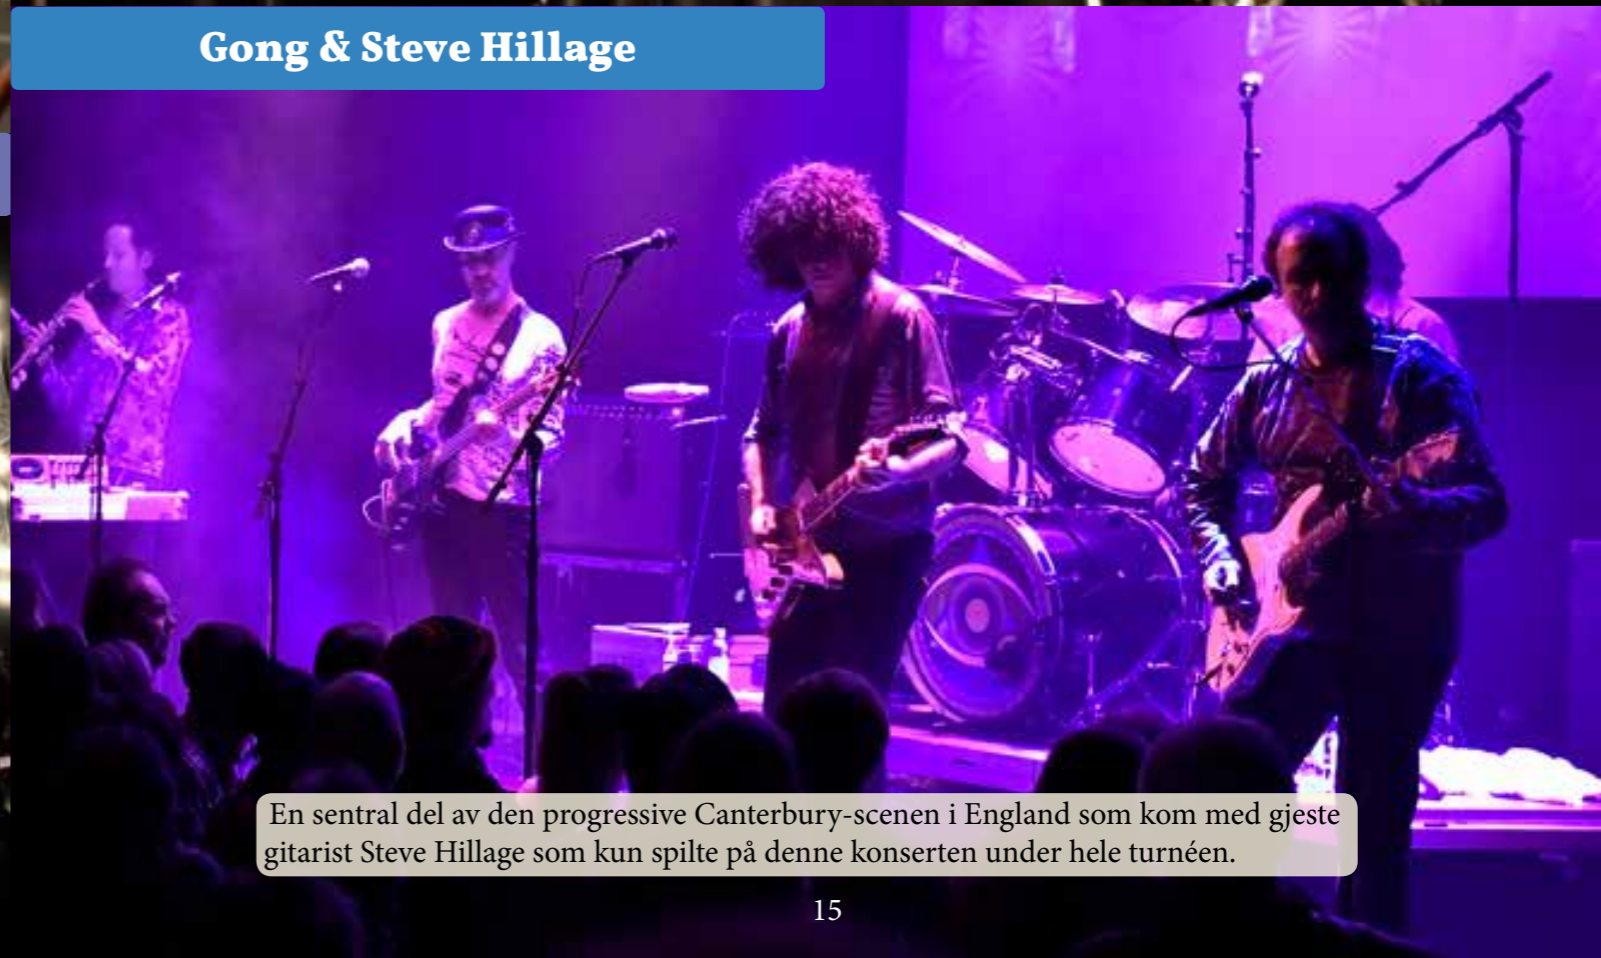 Gong & Steve Hillage
En sentral del av den progressive Canterbury-scenen i England som kom med gjeste
gitarist Steve Hillage som kun spilte på denne konserten under hele turnéen.
15